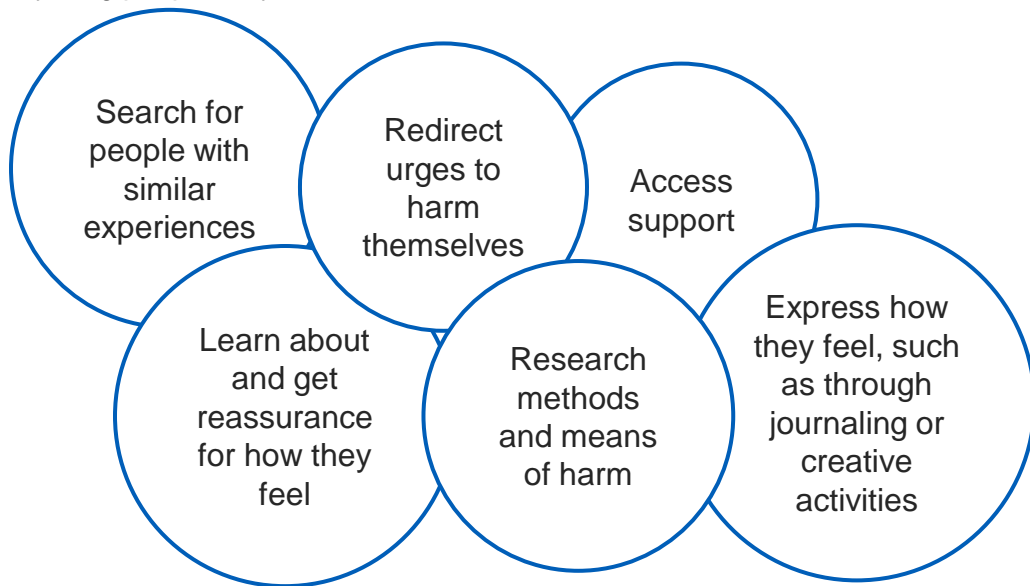 Search for
people with
similar
experiences
Redirect
urges to
harm
themselves
Access
support
Learn about
and get
reassurance
for how they
feel
Research
methods
and means
of harm
Express how
they feel, such
as through
journaling or
creative
activities